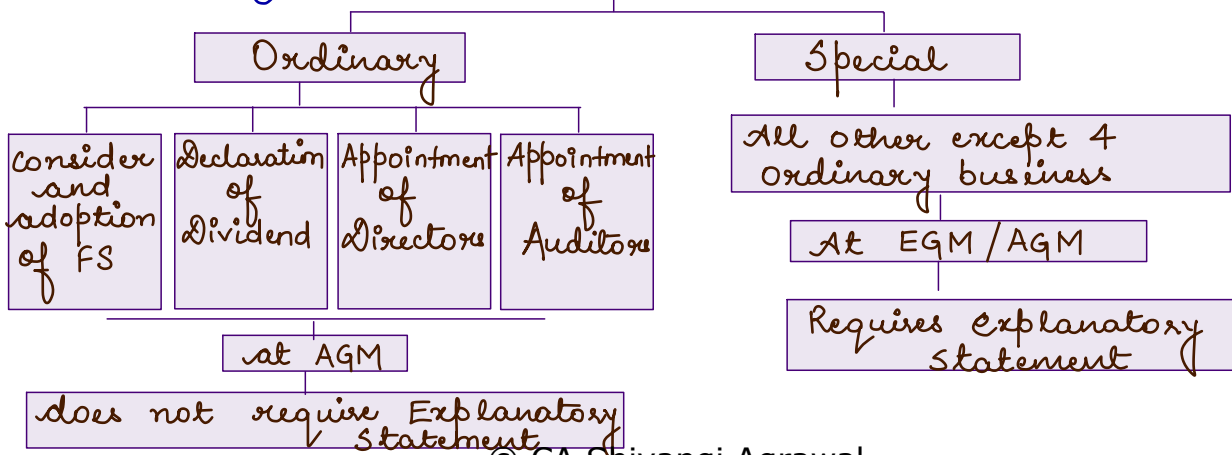 Ordinary
Special
consider
and
adoption
of FS
Declaration
of
Dividend
Appointment
of
Directors
Appointment
of
Auditors
All other except 4
ordinary business
At EGM/AGM
Requires explanatory
statement
at AGM
does not require Explanatory
statement
© CA Shivangi Agrawal